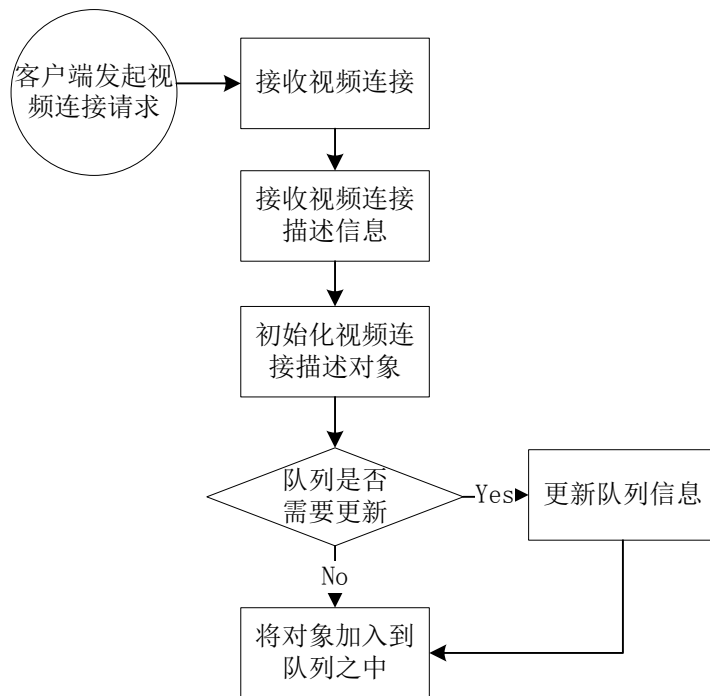 客户端发起视
频连接请求
接收视频连接
接收视频连接
描述信息
初始化视频连
接描述对象
队列是否
需要更新
Yes
更新队列信息
No
将对象加入到
队列之中